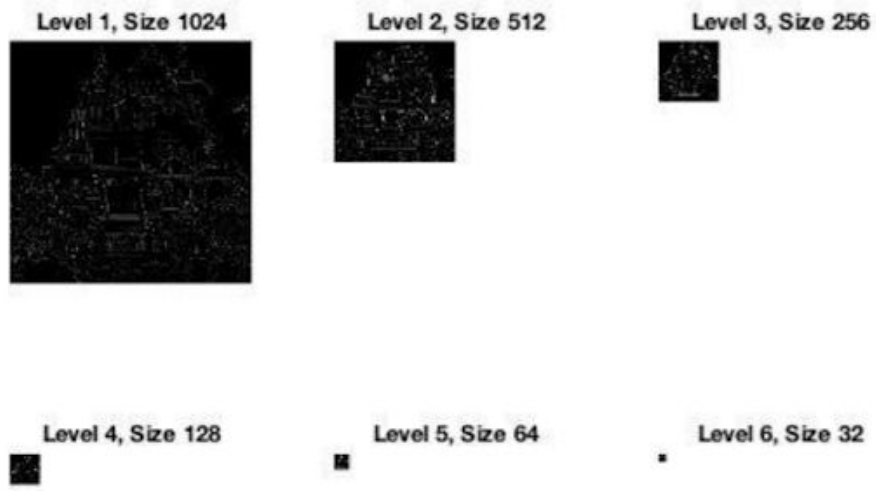 Level 1, Size 1024
Level 2, Size 512
Level 3, Size 256
Level 4, Size 128
Level 5, Size 64
Level 6, Size 32